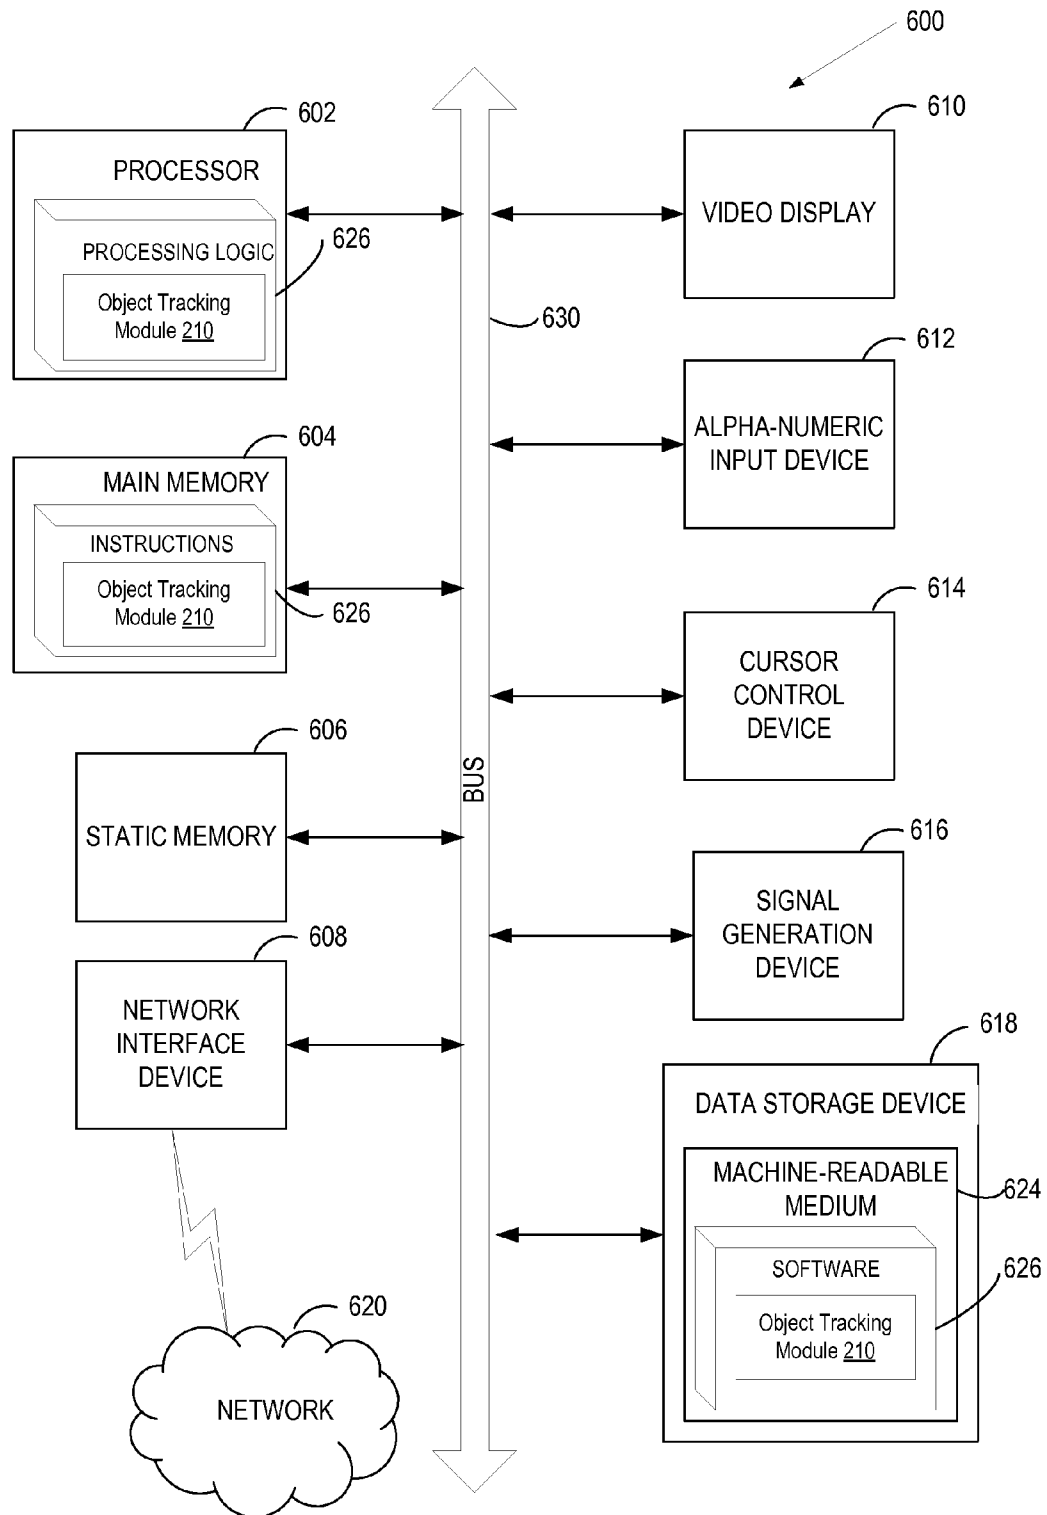 600
602
PROCESSOR
PROCESSING LOGIC
626
Object Tracking
Module 210
610
VIDEO DISPLAY
630
612
ALPHA-NUMERIC
INPUT DEVICE
604
MAIN MEMORY
INSTRUCTIONS
Object Tracking
Module 210
626
614
CURSOR
CONTROL
DEVICE
606
STATIC MEMORY
BUS
616
SIGNAL
GENERATION
DEVICE
608
NETWORK
INTERFACE
DEVICE
618
DATA STORAGE DEVICE
MACHINE-READABLE
MEDIUM
624
SOFTWARE
626
Object Tracking
Module 210
620
NETWORK